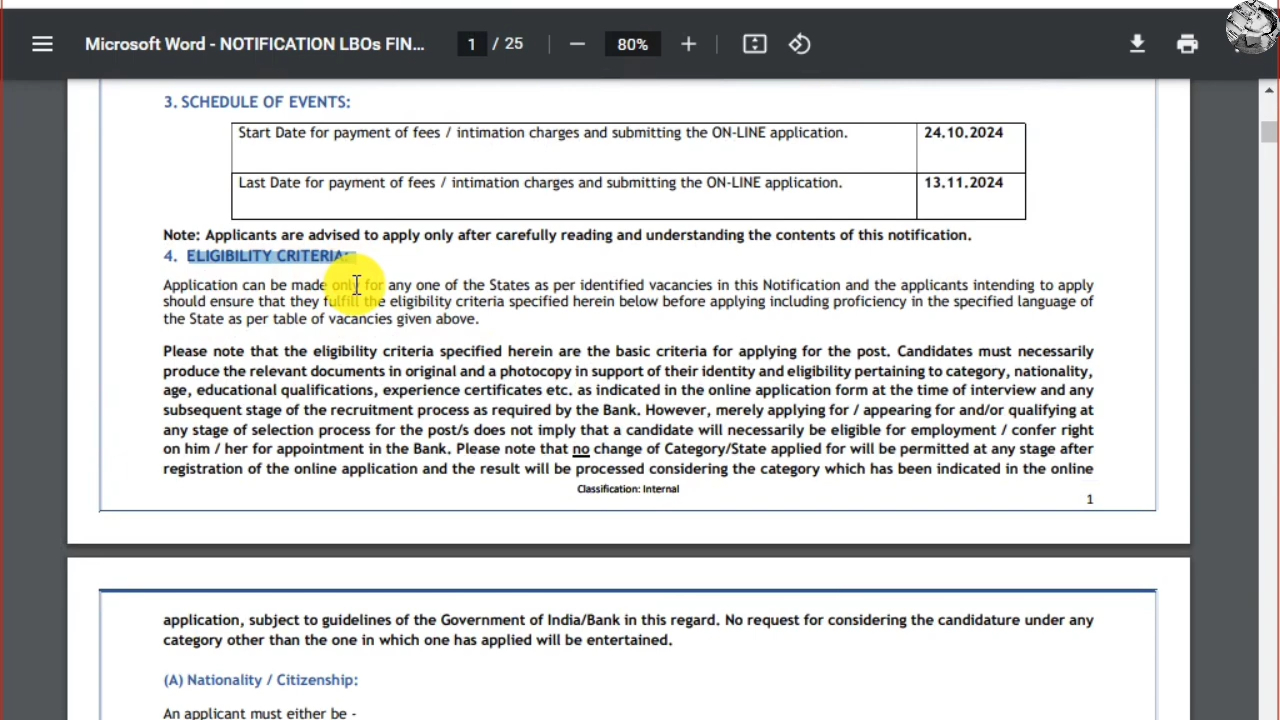 Microsoft Word - NOTIFICATION LBOs FIN...
1 / 25
80%
3. SCHEDULE OF EVENTS:
Start Date for payment of fees / intimation charges and submitting the ON-LINE application. 24.10.2024
Last Date for payment of fees / intimation charges and submitting the ON-LINE application. 13.11.2024
Note: Applicants are advised to apply only after carefully reading and understanding the contents of this notification.
4. ELIGIBILITY CRITERIA:
Application can be made only for any one of the States as per identified vacancies in this Notification and the applicants intending to apply
should ensure that they fulfill the eligibility criteria specified herein below before applying including proficiency in the specified language of
the State as per table of vacancies given above.
Please note that the eligibility criteria specified herein are the basic criteria for applying for the post. Candidates must necessarily
produce the relevant documents in original and a photocopy in support of their identity and eligibility pertaining to category, nationality,
age, educational qualifications, experience certificates etc. as indicated in the online application form at the time of interview and any
subsequent stage of the recruitment process as required by the Bank. However, merely applying for / appearing for and/or qualifying at
any stage of selection process for the post/s does not imply that a candidate will necessarily be eligible for employment / confer right
on him / her for appointment in the Bank. Please note that no change of Category/State applied for will be permitted at any stage after
registration of the online application and the result will be processed considering the category which has been indicated in the online
Classification: Internal
1
application, subject to guidelines of the Government of India/Bank in this regard. No request for considering the candidature under any
category other than the one in which one has applied will be entertained.
(A) Nationality / Citizenship:
An applicant must either be -